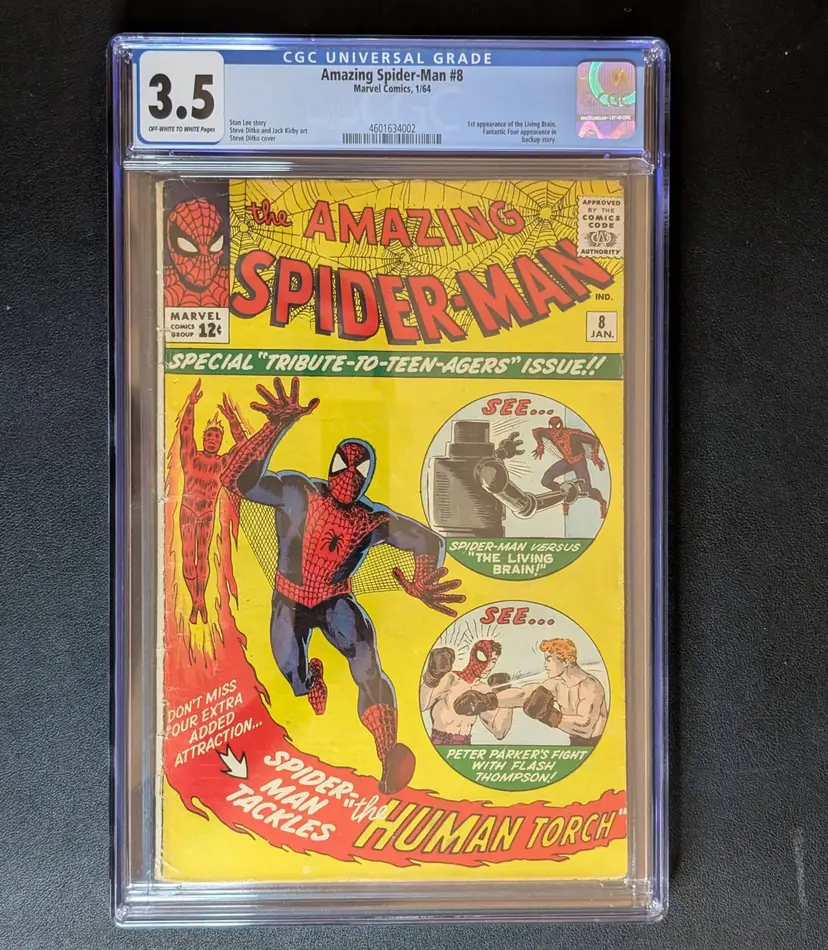 CGC UNIVERSAL GRADE
3.5
OFF-WHITE TO WHITE Pages
Amazing Spider-Man #8
Marvel Comics, 1/64
Stan Lee story
Steve Ditko and Jack Kirby art
Steve Ditko cover
4601634002
1st appearance of the Living Brain.
Fantastic Four appearance in
backup story.
the AMAZING
SPIDER-MAN
APPROVED
BY THE
COMICS
CODE
CA
AUTHORITY
MARVEL
COMICS
GROUP 12¢
IND.
8
JAN.
SPECIAL "TRIBUTE-TO-TEEN-AGERS" ISSUE!!
SEE...
SPIDER-MAN VERSUS
"THE LIVING
BRAIN!"
SEE...
PETER PARKER'S FIGHT
WITH FLASH
THOMPSON!
DON'T MISS
OUR EXTRA
ADDED
ATTRACTION...
SPIDER-
MAN
TACKLES
"the HUMAN TORCH"